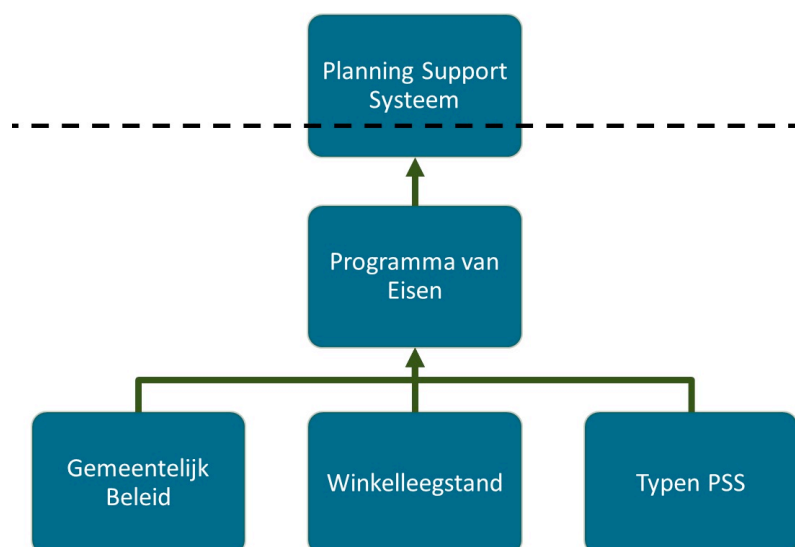 Planning Support
Systeem
Programma van
Eisen
Gemeentelijk
Beleid
Winkelleegstand
Typen PSS